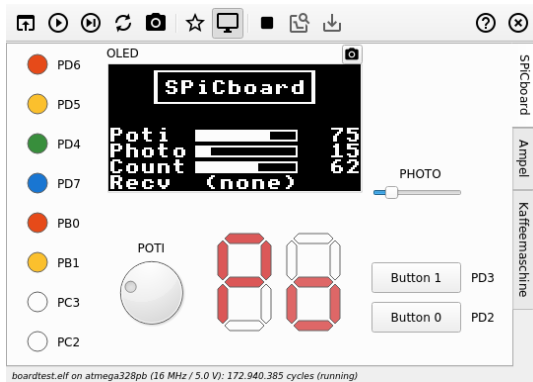 OLED
SPiCboard
Poti 75
Photo 15
Count 62
Recv (none)
PD6
PD5
PD4
PD7
PB0
PB1
PC3
PC2
PHOTO
POTI
Button 1 PD3
Button 0 PD2
SPiCboard
Ampel
Kaffeemaschine
boardtest.elf on atmega328pb (16 MHz / 5.0 V): 172.940.385 cycles (running)